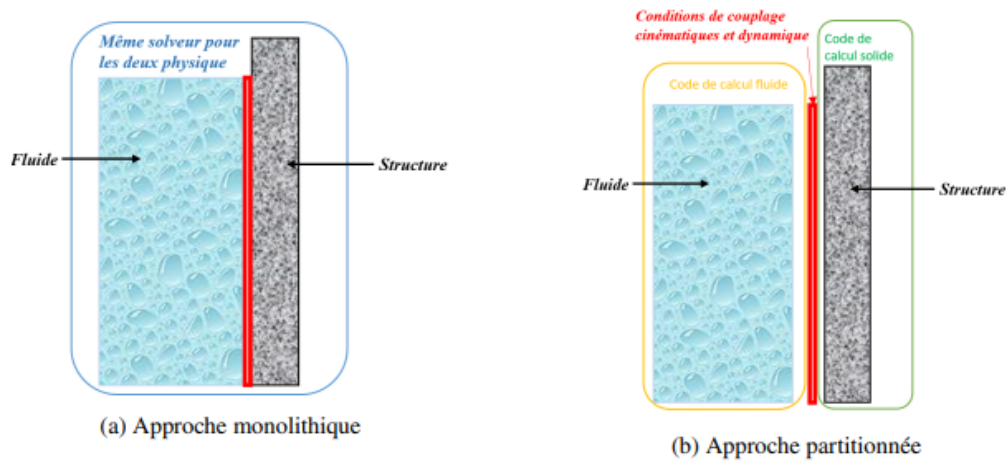 Même solveur pour
les deux physique
Fluide
Structure
(a) Approche monolithique
Conditions de couplage
cinématiques et dynamique
Code de
calcul solide
Code de calcul fluide
Fluide
Structure
(b) Approche partitionnée